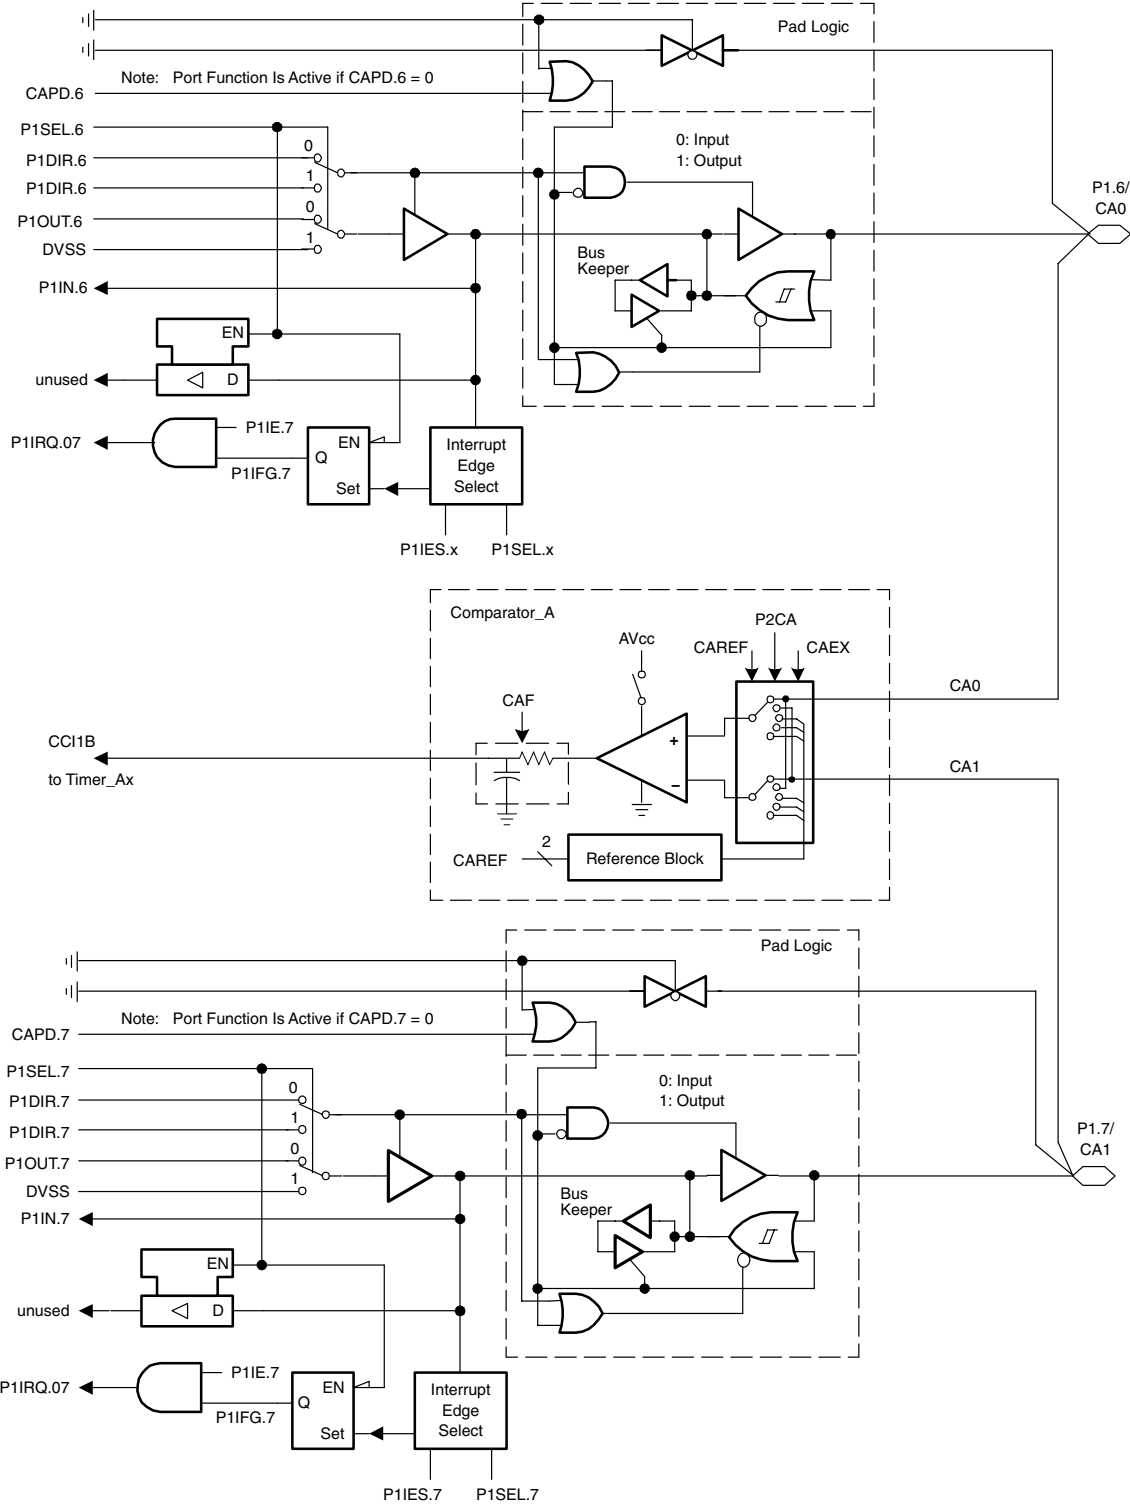 Pad Logic
Note: Port Function Is Active if CAPD.6 = 0
CAPD.6
P1SEL.6
0
P1DIR.6
1
P1DIR.6
0
P1OUT.6
1
DVSS
P1IN.6
0: Input
1: Output
P1.6/
CA0
Bus
Keeper
EN
unused
D
P1IE.7
P1IRQ.07
P1IFG.7
EN
Q
Set
Interrupt
Edge
Select
P1IES.x
P1SEL.x
Comparator_A
P2CA
AVcc
CAREF
CAEX
CA0
CAF
+
CCI1B
to Timer_Ax
CA1
−
2
CAREF
Reference Block
Pad Logic
Note: Port Function Is Active if CAPD.7 = 0
CAPD.7
P1SEL.7
0
P1DIR.7
1
P1DIR.7
0
P1OUT.7
1
DVSS
P1IN.7
0: Input
1: Output
P1.7/
CA1
Bus
Keeper
EN
unused
D
P1IE.7
P1IRQ.07
P1IFG.7
EN
Q
Set
Interrupt
Edge
Select
P1IES.7
P1SEL.7